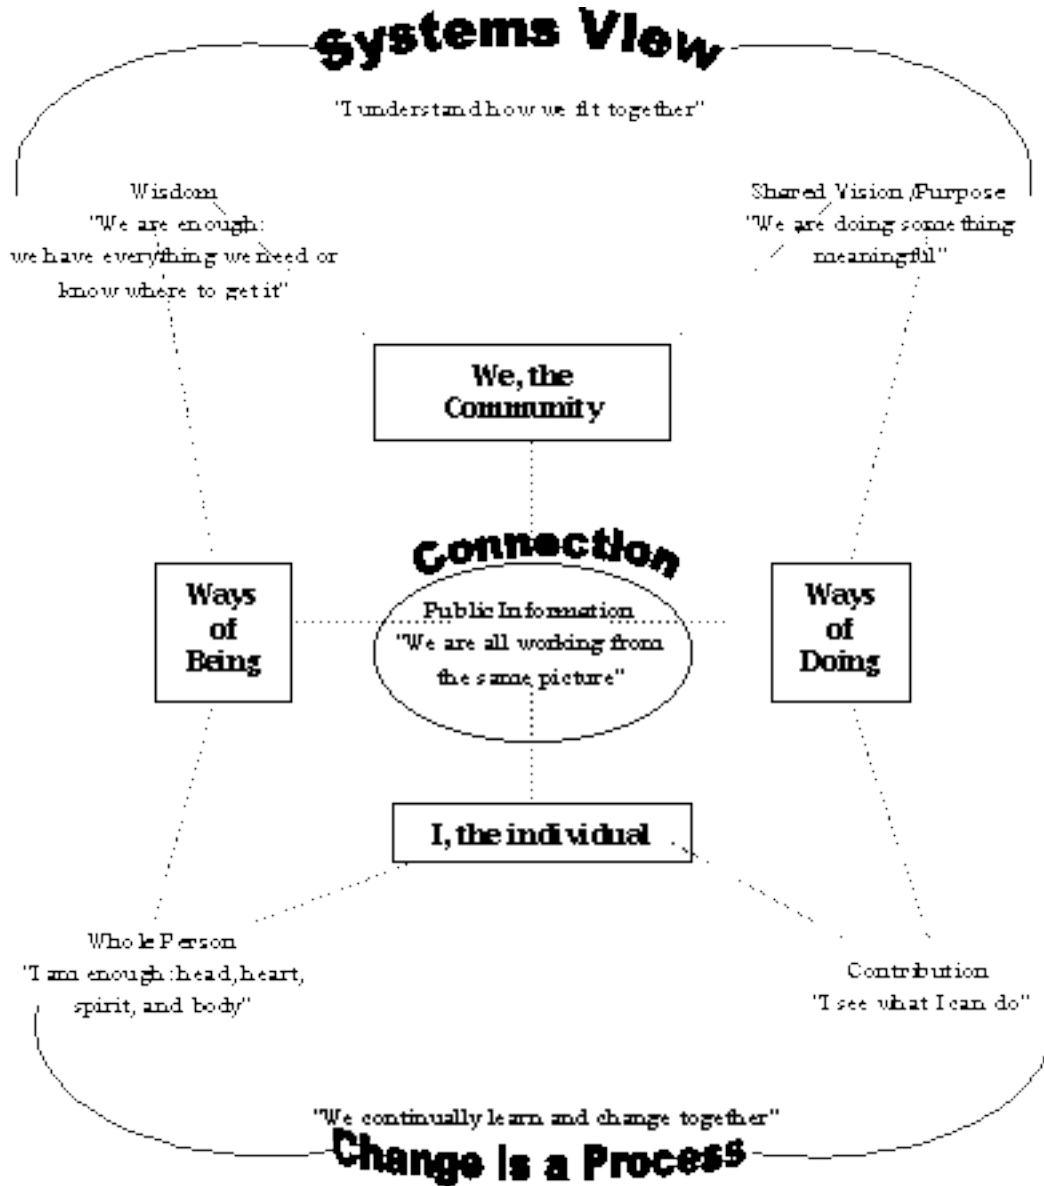 Systems View
"I understand how we fit together"
Wisdom
"We are enough:
we have everything we need or
know where to get it"
Shared Vision /Purpose
"We are doing something
meaningful"
We, the
Community
Connection
Ways
of
Being
Public Information
"We are all working from
the same picture"
Ways
of
Doing
I, the individual
Whole Person
"I am enough: head, heart,
spirit, and body"
Contribution
"I see what I can do"
"We continually learn and change together"
Change is a Process